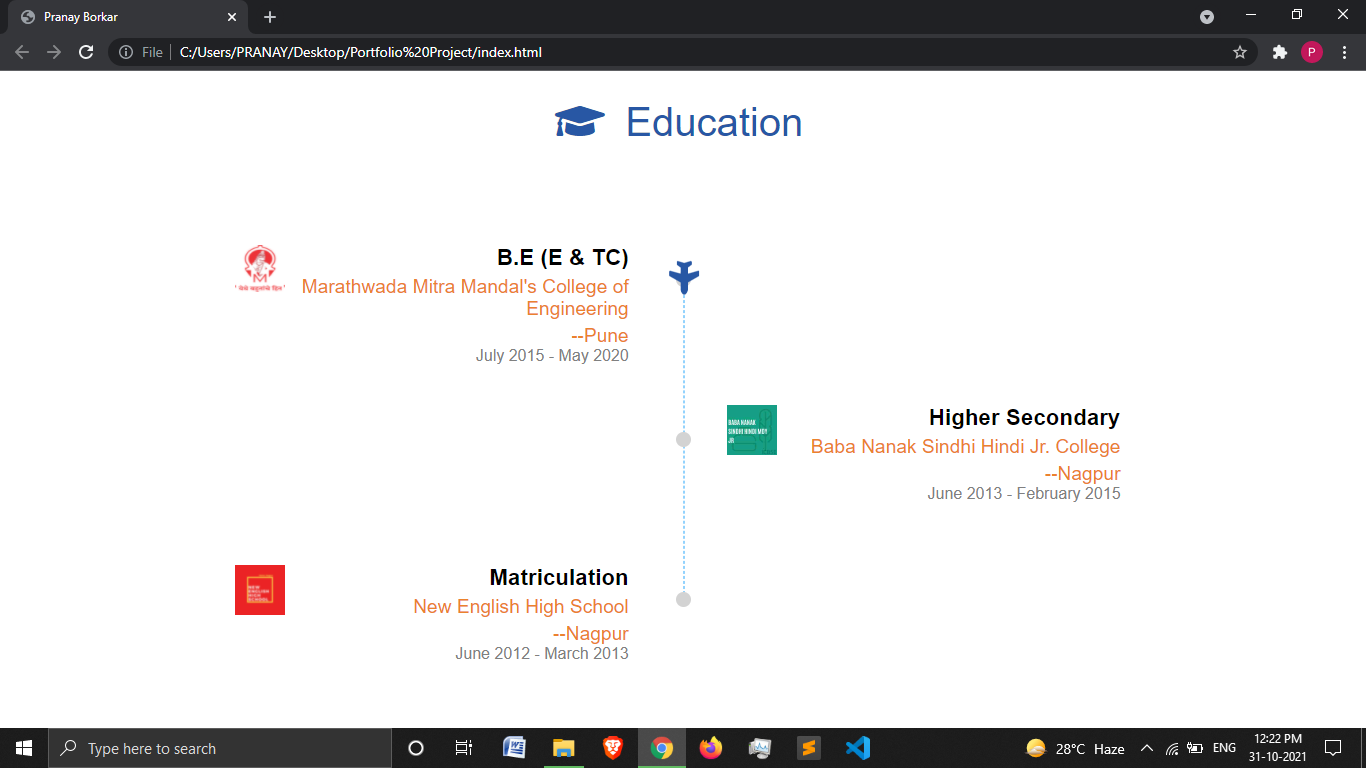 Pranay Borkar
File
C:/Users/PRANAY/Desktop/Portfolio%20Project/index.html
P
Education
B.E (E & TC)
Marathwada Mitra Mandal's College of
Engineering
--Pune
July 2015 - May 2020
BABA NANAK
SINDHI HINDI MDY
JR
Higher Secondary
Baba Nanak Sindhi Hindi Jr. College
--Nagpur
June 2013 - February 2015
NEW
ENGLISH
HIGH
SCHOOL
Matriculation
New English High School
--Nagpur
June 2012 - March 2013
Type here to search
28°C Haze
ENG
12:22 PM
31-10-2021